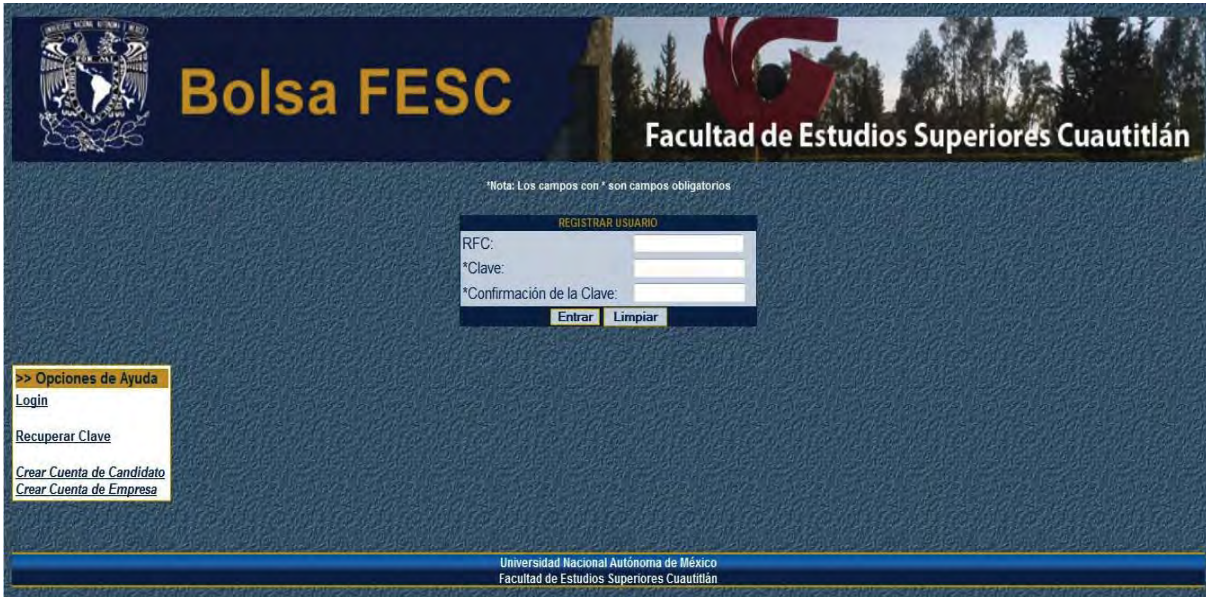 Bolsa FESC
Facultad de Estudios Superiores Cuautitlán
*Nota: Los campos con * son campos obligatorios
REGISTRAR USUARIO
RFC:
*Clave:
*Confirmación de la Clave:
Entrar Limpiar
>> Opciones de Ayuda
Login
Recuperar Clave
Crear Cuenta de Candidato
Crear Cuenta de Empresa
Universidad Nacional Autónoma de México
Facultad de Estudios Superiores Cuautitlán